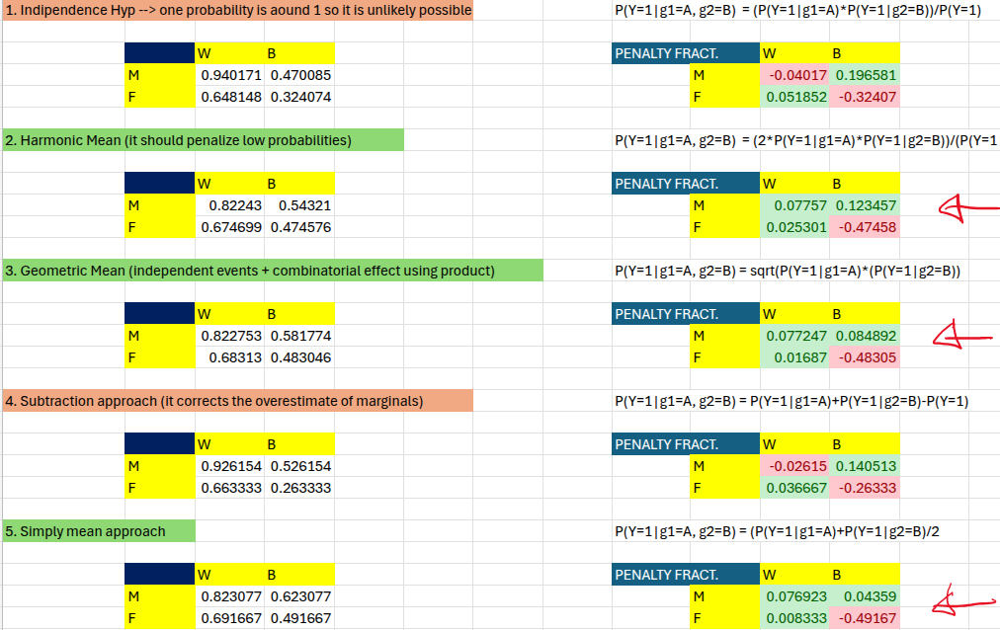 1. Indipendence Hyp --> one probability is aound 1 so it is unlikely possible P(Y=1|g1=A, g2=B) = (P(Y=1|g1=A)*P(Y=1|g2=B))/P(Y=1)
W B PENALTY FRACT. W B
M 0.940171 0.470085 M -0.04017 0.196581
F 0.648148 0.324074 F 0.051852 -0.32407
2. Harmonic Mean (it should penalize low probabilities) P(Y=1|g1=A, g2=B) = (2*P(Y=1|g1=A)*P(Y=1|g2=B))/(P(Y=1
W B PENALTY FRACT. W B
M 0.82243 0.54321 M 0.07757 0.123457
F 0.674699 0.474576 F 0.025301 -0.47458
3. Geometric Mean (independent events + combinatorial effect using product) P(Y=1|g1=A, g2=B) = sqrt(P(Y=1|g1=A)*(P(Y=1|g2=B))
W B PENALTY FRACT. W B
M 0.822753 0.581774 M 0.077247 0.084892
F 0.68313 0.483046 F 0.01687 -0.48305
4. Subtraction approach (it corrects the overestimate of marginals) P(Y=1|g1=A, g2=B) = P(Y=1|g1=A)+P(Y=1|g2=B)-P(Y=1)
W B PENALTY FRACT. W B
M 0.926154 0.526154 M -0.02615 0.140513
F 0.663333 0.263333 F 0.036667 -0.26333
5. Simply mean approach P(Y=1|g1=A, g2=B) = (P(Y=1|g1=A)+P(Y=1|g2=B)/2
W B PENALTY FRACT. W B
M 0.823077 0.623077 M 0.076923 0.04359
F 0.691667 0.491667 F 0.008333 -0.49167